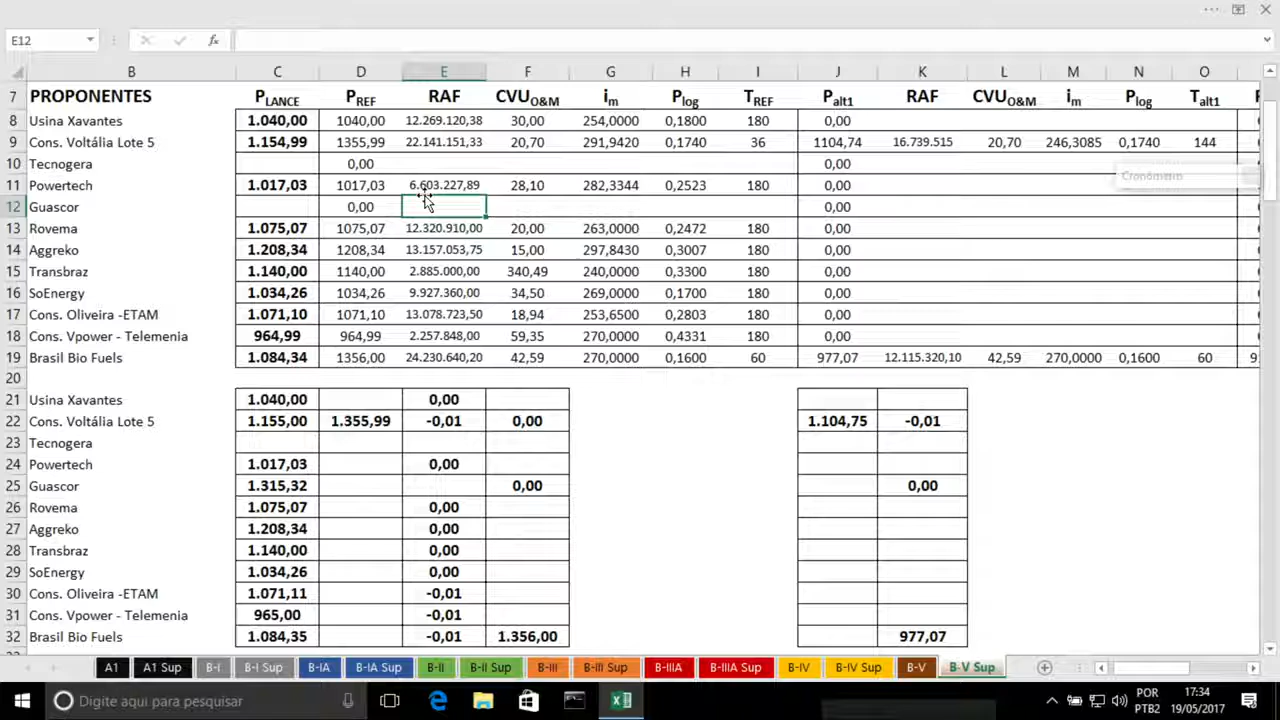 E12 fx
B C D E F G H I J K L M N O
7 PROPONENTES PLANCE PREF RAF CVUO&M im Plog TREF Palt1 RAF CVUO&M im Plog Talt1
8 Usina Xavantes 1.040,00 1040,00 12.269.120,38 30,00 254,0000 0,1800 180 0,00
9 Cons. Voltália Lote 5 1.154,99 1355,99 22.141.151,33 20,70 291,9420 0,1740 36 1104,74 16.739.515 20,70 246,3085 0,1740 144
10 Tecnogera 0,00 0,00
Cronômetro
11 Powertech 1.017,03 1017,03 6.603.227,89 28,10 282,3344 0,2523 180 0,00
12 Guascor 0,00 0,00
13 Rovema 1.075,07 1075,07 12.320.910,00 20,00 263,0000 0,2472 180 0,00
14 Aggreko 1.208,34 1208,34 13.157.053,75 15,00 297,8430 0,3007 180 0,00
15 Transbraz 1.140,00 1140,00 2.885.000,00 340,49 240,0000 0,3300 180 0,00
16 SoEnergy 1.034,26 1034,26 9.927.360,00 34,50 269,0000 0,1700 180 0,00
17 Cons. Oliveira -ETAM 1.071,10 1071,10 13.078.723,50 18,94 253,6500 0,2803 180 0,00
18 Cons. Vpower - Telemenia 964,99 964,99 2.257.848,00 59,35 270,0000 0,4331 180 0,00
19 Brasil Bio Fuels 1.084,34 1356,00 24.230.640,20 42,59 270,0000 0,1600 60 977,07 12.115.320,10 42,59 270,0000 0,1600 60
20
21 Usina Xavantes 1.040,00 0,00
22 Cons. Voltália Lote 5 1.155,00 1.355,99 -0,01 0,00 1.104,75 -0,01
23 Tecnogera
24 Powertech 1.017,03 0,00
25 Guascor 1.315,32 0,00 0,00
26 Rovema 1.075,07 0,00
27 Aggreko 1.208,34 0,00
28 Transbraz 1.140,00 0,00
29 SoEnergy 1.034,26 0,00
30 Cons. Oliveira -ETAM 1.071,11 -0,01
31 Cons. Vpower - Telemenia 965,00 -0,01
32 Brasil Bio Fuels 1.084,35 -0,01 1.356,00 977,07
A1 A1 Sup B-I B-I Sup B-IA B-IA Sup B-II B-II Sup B-III B-III Sup B-IIIA B-IIIA Sup B-IV B-IV Sup B-V B-V Sup
Digite aqui para pesquisar POR 17:34
PTB2 19/05/2017